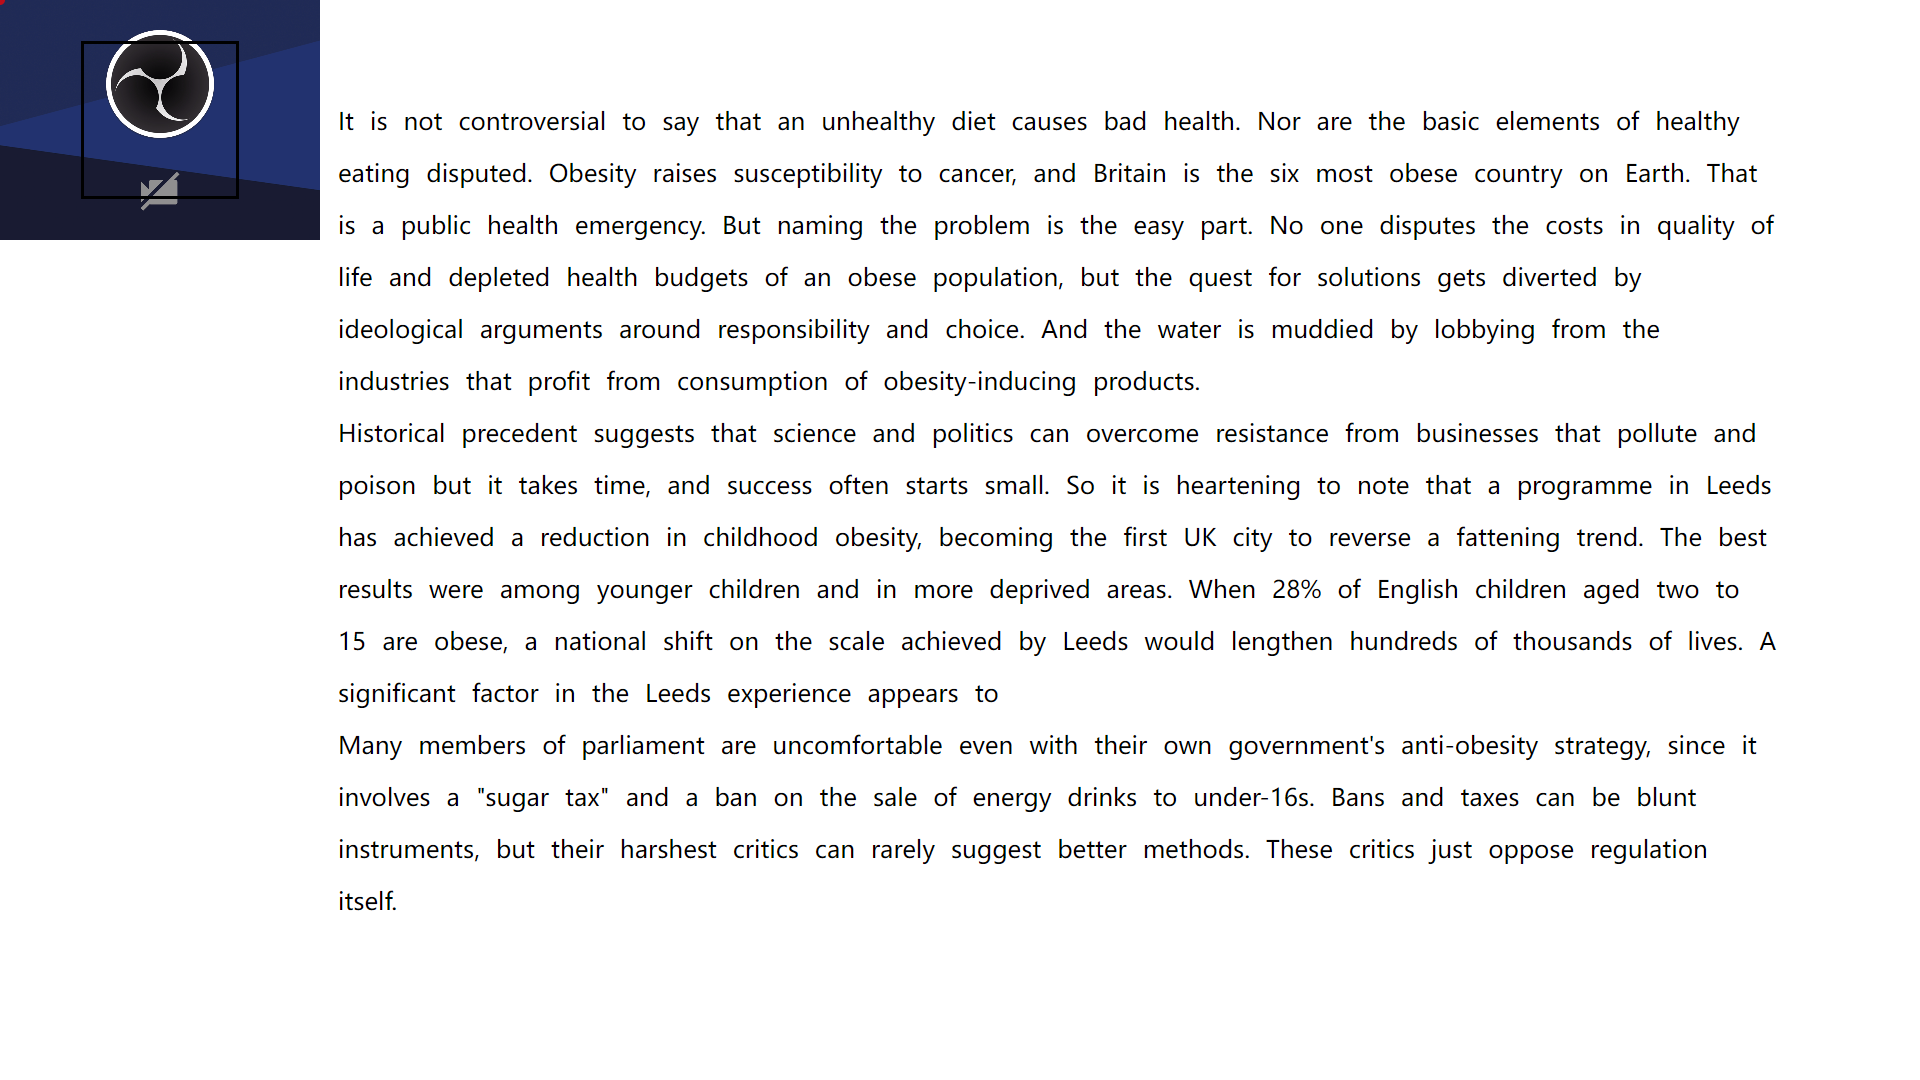 It is not controversial to say that an unhealthy diet causes bad health. Nor are the basic elements of healthy
eating disputed. Obesity raises susceptibility to cancer, and Britain is the six most obese country on Earth. That
is a public health emergency. But naming the problem is the easy part. No one disputes the costs in quality of
life and depleted health budgets of an obese population, but the quest for solutions gets diverted by
ideological arguments around responsibility and choice. And the water is muddied by lobbying from the
industries that profit from consumption of obesity-inducing products.
Historical precedent suggests that science and politics can overcome resistance from businesses that pollute and
poison but it takes time, and success often starts small. So it is heartening to note that a programme in Leeds
has achieved a reduction in childhood obesity, becoming the first UK city to reverse a fattening trend. The best
results were among younger children and in more deprived areas. When 28% of English children aged two to
15 are obese, a national shift on the scale achieved by Leeds would lengthen hundreds of thousands of lives. A
significant factor in the Leeds experience appears to
Many members of parliament are uncomfortable even with their own government's anti-obesity strategy, since it
involves a "sugar tax" and a ban on the sale of energy drinks to under-16s. Bans and taxes can be blunt
instruments, but their harshest critics can rarely suggest better methods. These critics just oppose regulation
itself.